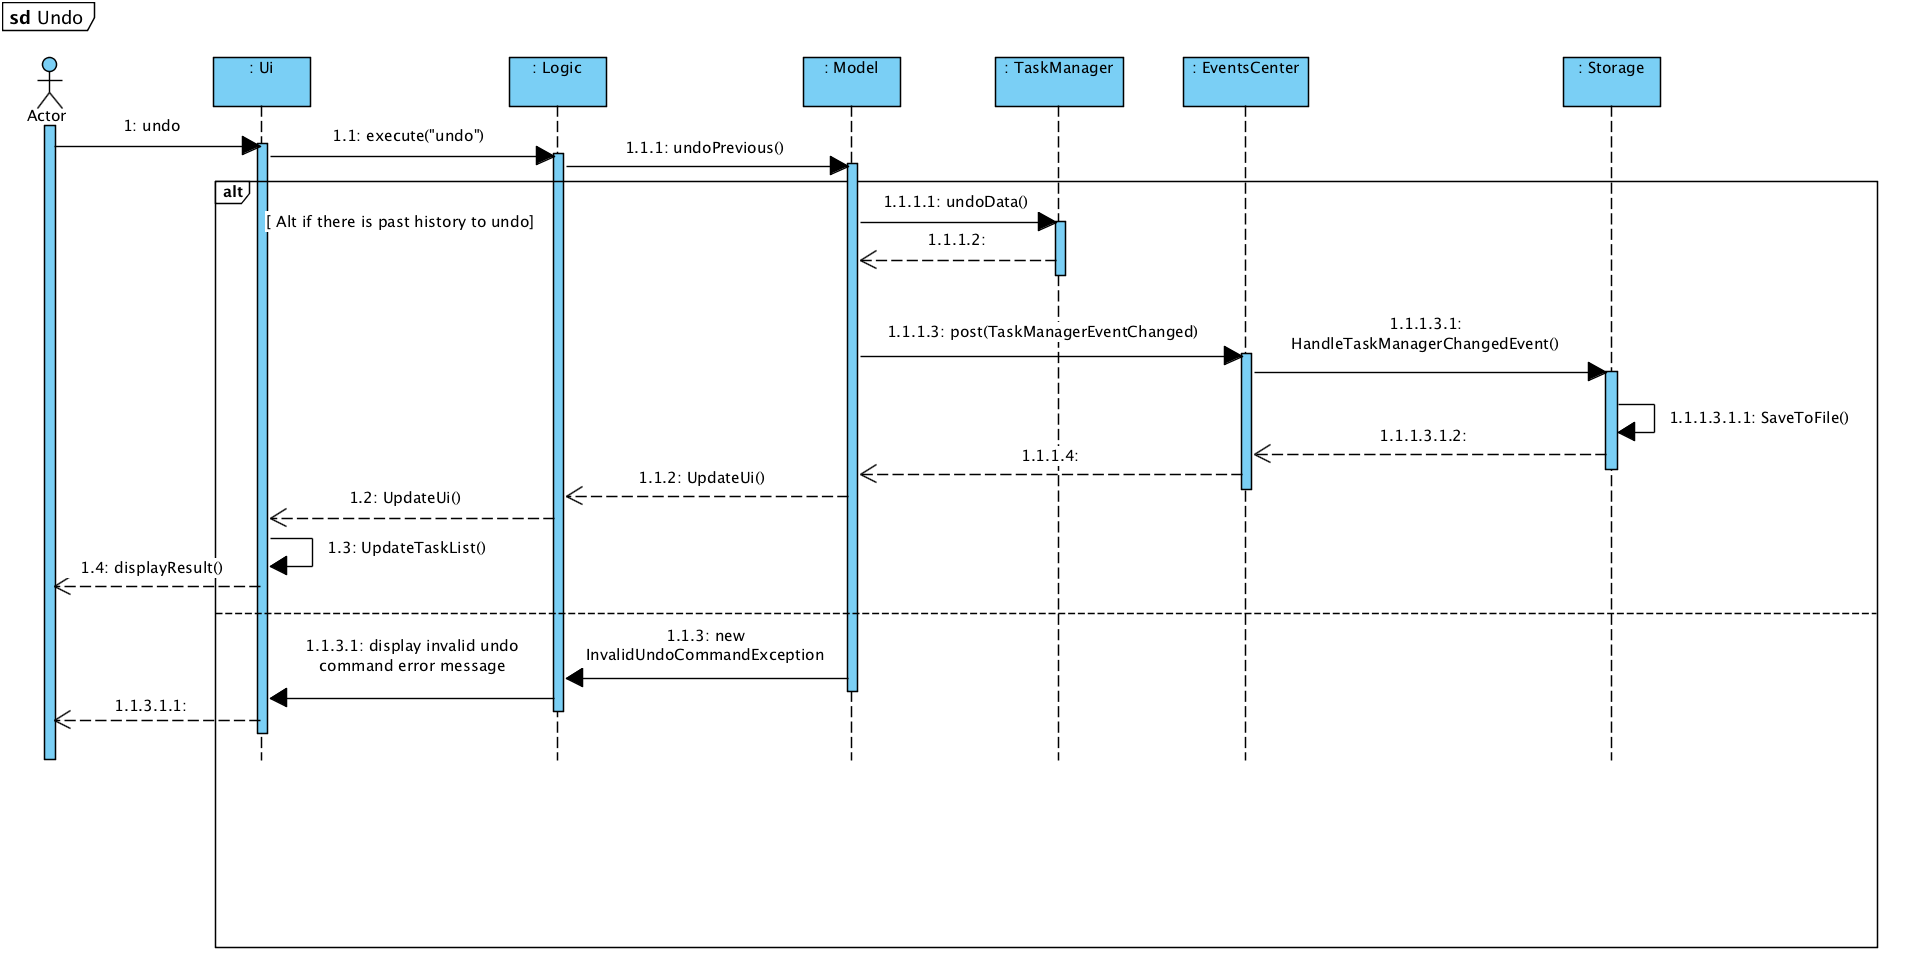 sd Undo
Actor
: Ui
: Logic
: Model
: TaskManager
: EventsCenter
: Storage
1: undo
1.1: execute("undo")
1.1.1: undoPrevious()
alt
[ Alt if there is past history to undo]
1.1.1.1: undoData()
1.1.1.2:
1.1.1.3: post(TaskManagerEventChanged)
1.1.1.3.1:
HandleTaskManagerChangedEvent()
1.1.1.3.1.1: SaveToFile()
1.1.1.3.1.2:
1.1.1.4:
1.1.2: UpdateUi()
1.2: UpdateUi()
1.3: UpdateTaskList()
1.4: displayResult()
1.1.3: new
InvalidUndoCommandException
1.1.3.1: display invalid undo
command error message
1.1.3.1.1: